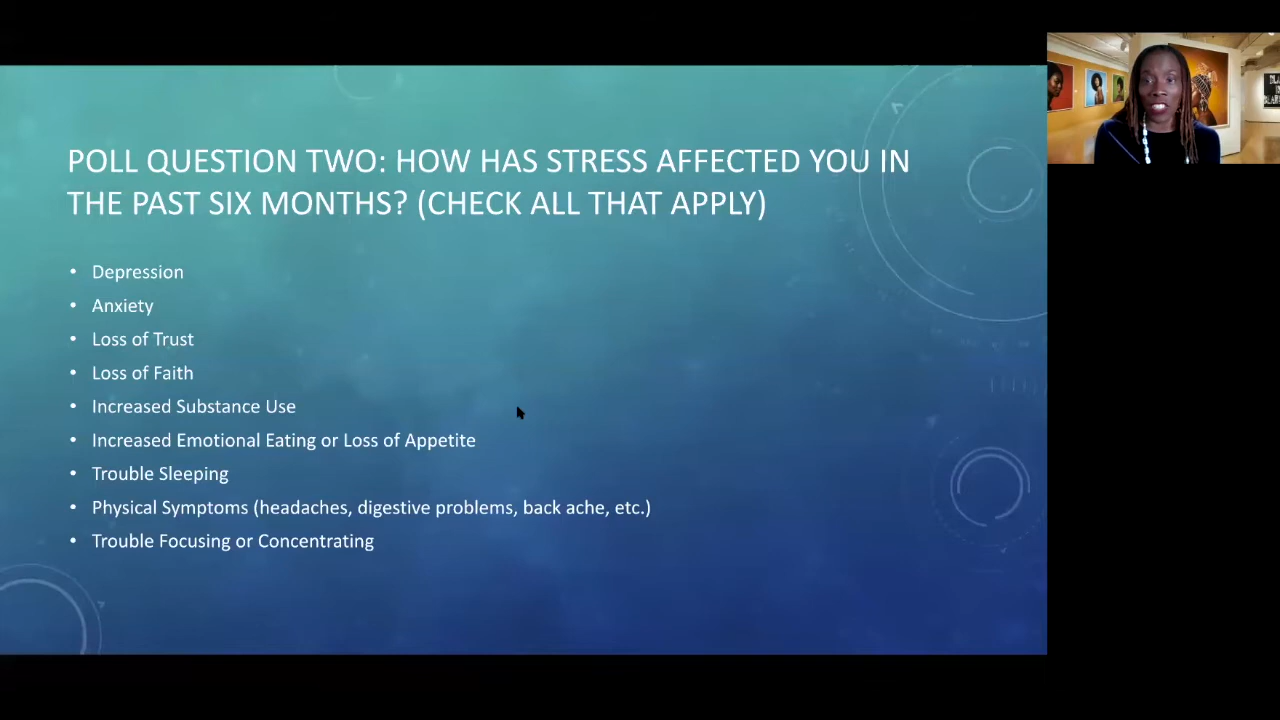 POLL QUESTION TWO: HOW HAS STRESS AFFECTED YOU IN
THE PAST SIX MONTHS? (CHECK ALL THAT APPLY)
• Depression
• Anxiety
• Loss of Trust
• Loss of Faith
• Increased Substance Use
• Increased Emotional Eating or Loss of Appetite
• Trouble Sleeping
• Physical Symptoms (headaches, digestive problems, back ache, etc.)
• Trouble Focusing or Concentrating